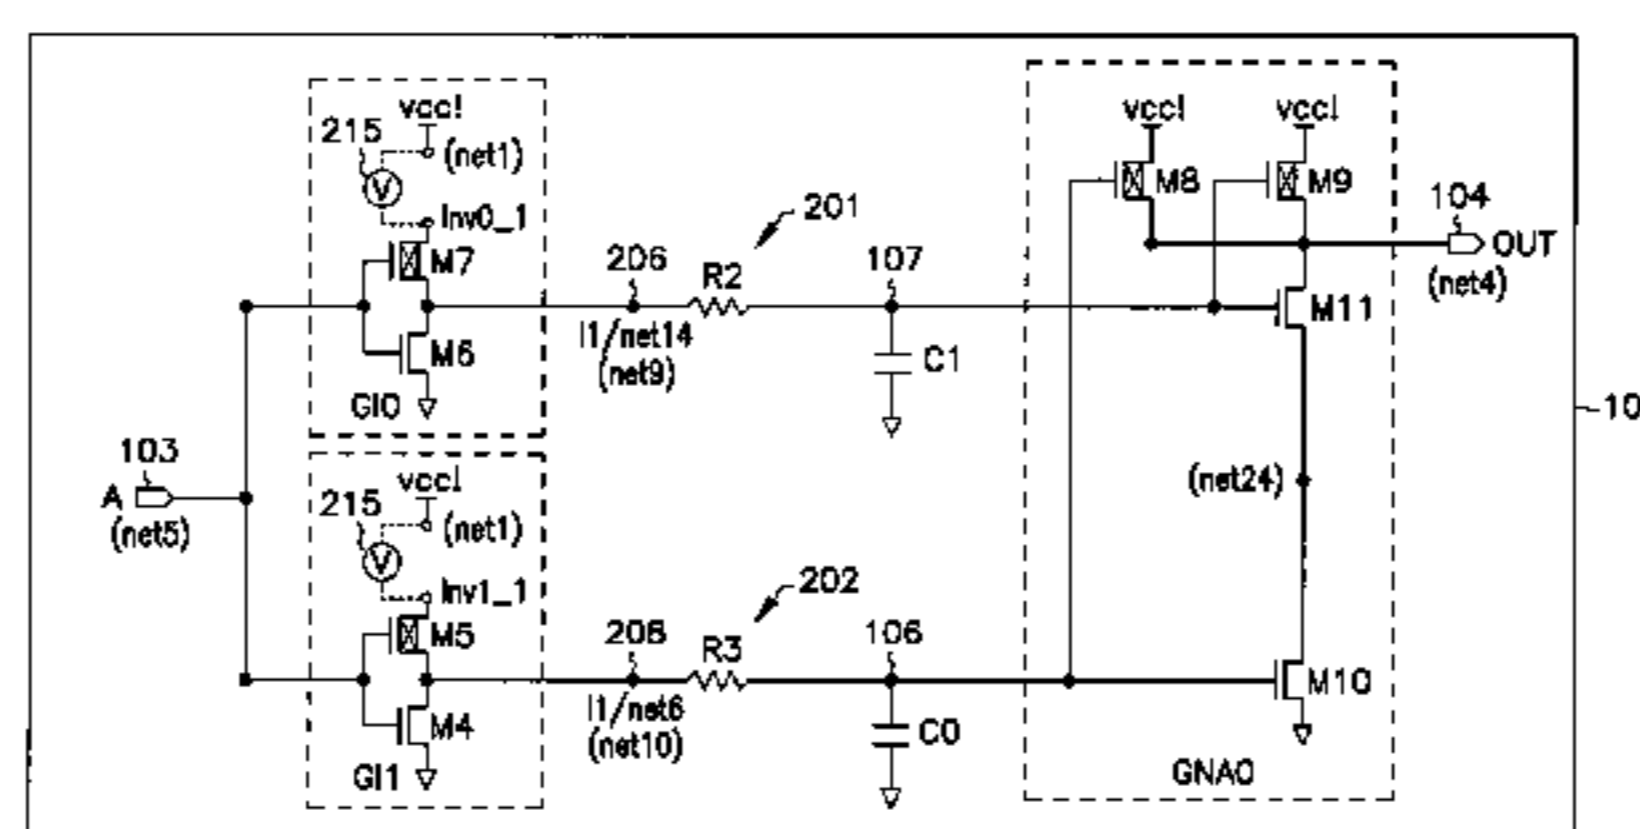 vcc!
215
(net1)
V
Inv0_1
M7
M6
GI0
206
I1/net14
(net9)
R2
201
107
C1
vcc!
vcc!
M8
M9
104
OUT
(net4)
M11
10
103
A
(net5)
vcc!
215
(net1)
V
Inv1_1
M5
M4
GI1
208
I1/net6
(net10)
R3
202
106
C0
(net24)
M10
GNA0